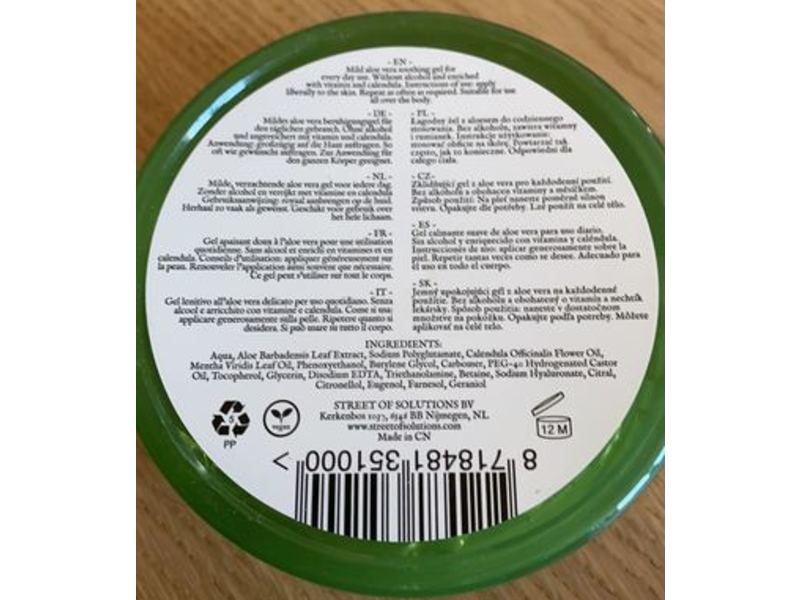 - EN -
Mild aloe vera soothing gel for
every day use. Without alcohol and enriched
with vitamin and calendula. Instructions of use: apply
liberally to the skin. Repeat as often as required. Suitable for use
all over the body.
- DE -
Mildes aloe vera beruhigungsgel für
den täglichen gebrauch. Ohne alkohol
und angereichert mit vitamin und calendula.
Anwendung: großzügig auf die Haut auftragen. So
oft wie gewünscht auftragen. Zur Anwendung für
den ganzen Körper geeignet.
- NL -
Milde, verzachtende aloe vera gel voor iedere dag.
Zonder alcohol en verrijkt met vitamine en calendula
Gebruiksaanwijzing: royaal aanbrengen op de huid.
Herhaal zo vaak als gewenst. Geschikt voor gebruik over
het hele lichaam.
- FR -
Gel apaisant doux à l'aloe vera pour une utilisation
quotidienne. Sans alcool et enrichi en vitamines et en
calendula. Conseils d'utilisation: appliquer généreusement sur
la peau. Renouveler l'application aussi souvent que nécessaire.
Ce gel peut s'utiliser sur tout le corps.
- IT -
Gel lenitivo all'aloe vera delicato per uso quotidiano. Senza
alcool e arricchito con vitamine e calendula. Come si usa:
applicare generosamente sulla pelle. Ripetere quanto si
desidera. Si può usare su tutto il corpo.
- PL -
Łagodny żel z aloesem do codziennego
stosowania. Bez alkoholu, zawiera witaminy
i rumianek. Instrukcje użytkowania:
stosować obficie na skórę. Powtarzać tak
często, jak to konieczne. Odpowiedni dla
całego ciała.
- CZ -
Zklidňující gel z aloe vera pro každodenní použití.
Bez alkoholu a obohacen vitaminy a měsíčkem.
Způsob použití: Na pleť naneste poměrně silnou
vrstvu. Opakujte dle potřeby. Lze použít na celé tělo.
- ES -
Gel calmante suave de aloe vera para uso diario.
Sin alcohol y enriquecido con vitamina y caléndula.
Instrucciones de uso: aplicar generosamente sobre la
piel. Repetir tantas veces como se desee. Adecuado para
el uso en todo el cuerpo.
- SK -
Jemný upokojujúci gél z aloe vera na každodenné
použitie. Bez alkoholu a obohatený o vitamín a nechtík
lekársky. Spôsob použitia: naneste v dostatočnom
množstve na pokožku. Opakujte podľa potreby. Môžete
aplikovať na celé telo.
INGREDIENTS:
Aqua, Aloe Barbadensis Leaf Extract, Sodium Polyglutamate, Calendula Officinalis Flower Oil,
Mentha Viridis Leaf Oil, Phenoxyethanol, Butylene Glycol, Carbomer, PEG-40 Hydrogenated Castor
Oil, Tocopherol, Glycerin, Disodium EDTA, Triethanolamine, Betaine, Sodium Hyaluronate, Citral,
Citronellol, Eugenol, Farnesol, Geraniol
STREET OF SOLUTIONS BV
Kerkenbos 1037, 6546 BB Nijmegen, NL
www.streetofsolutions.com
Made in CN
5
PP
vegan
12 M
8 718481 351000 >